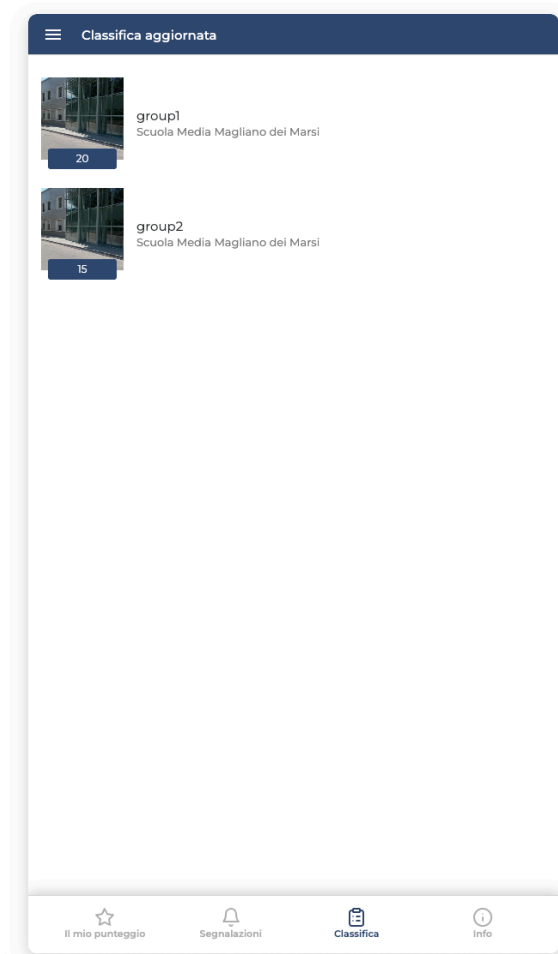 Classifica aggiornata
group1
Scuola Media Magliano dei Marsi
20
group2
Scuola Media Magliano dei Marsi
15
Il mio punteggio
Segnalazioni
Classifica
Info